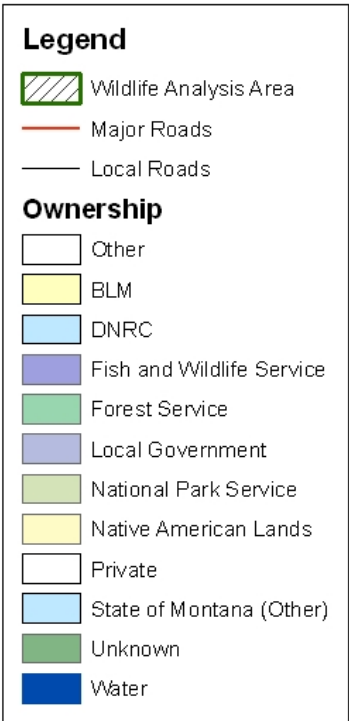 Legend
Wildlife Analysis Area
Major Roads
Local Roads
Ownership
Other
BLM
DNRC
Fish and Wildlife Service
Forest Service
Local Government
National Park Service
Native American Lands
Private
State of Montana (Other)
Unknown
Water